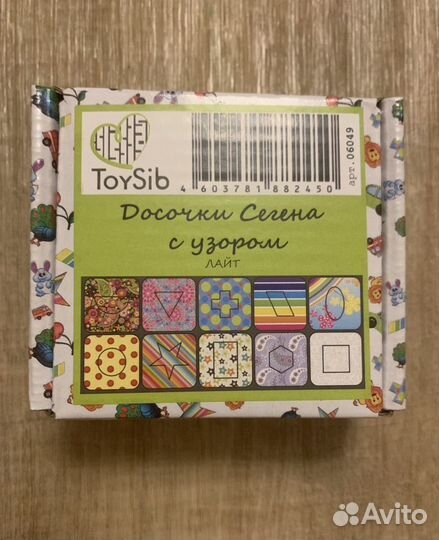 ToySib
4 603781 882450
арт. 06049
Досочки Сегена
с узором
ЛАЙТ
Avito